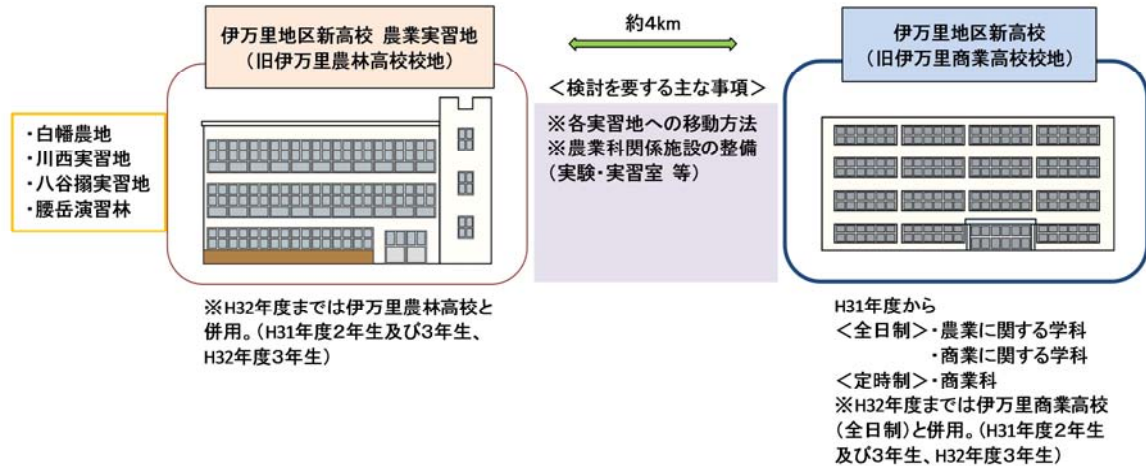 伊万里地区新高校 農業実習地
（旧伊万里農林高校校地）
約4km
伊万里地区新高校
（旧伊万里商業高校校地）
・白幡農地
・川西実習地
・八谷搦実習地
・腰岳演習林
＜検討を要する主な事項＞
※各実習地への移動方法
※農業科関係施設の整備
（実験・実習室 等）
※H32年度までは伊万里農林高校と
併用。（H31年度2年生及び3年生、
H32年度3年生）
H31年度から
＜全日制＞・農業に関する学科
・商業に関する学科
＜定時制＞・商業科
※H32年度までは伊万里商業高校
（全日制）と併用。（H31年度2年生
及び3年生、H32年度3年生）